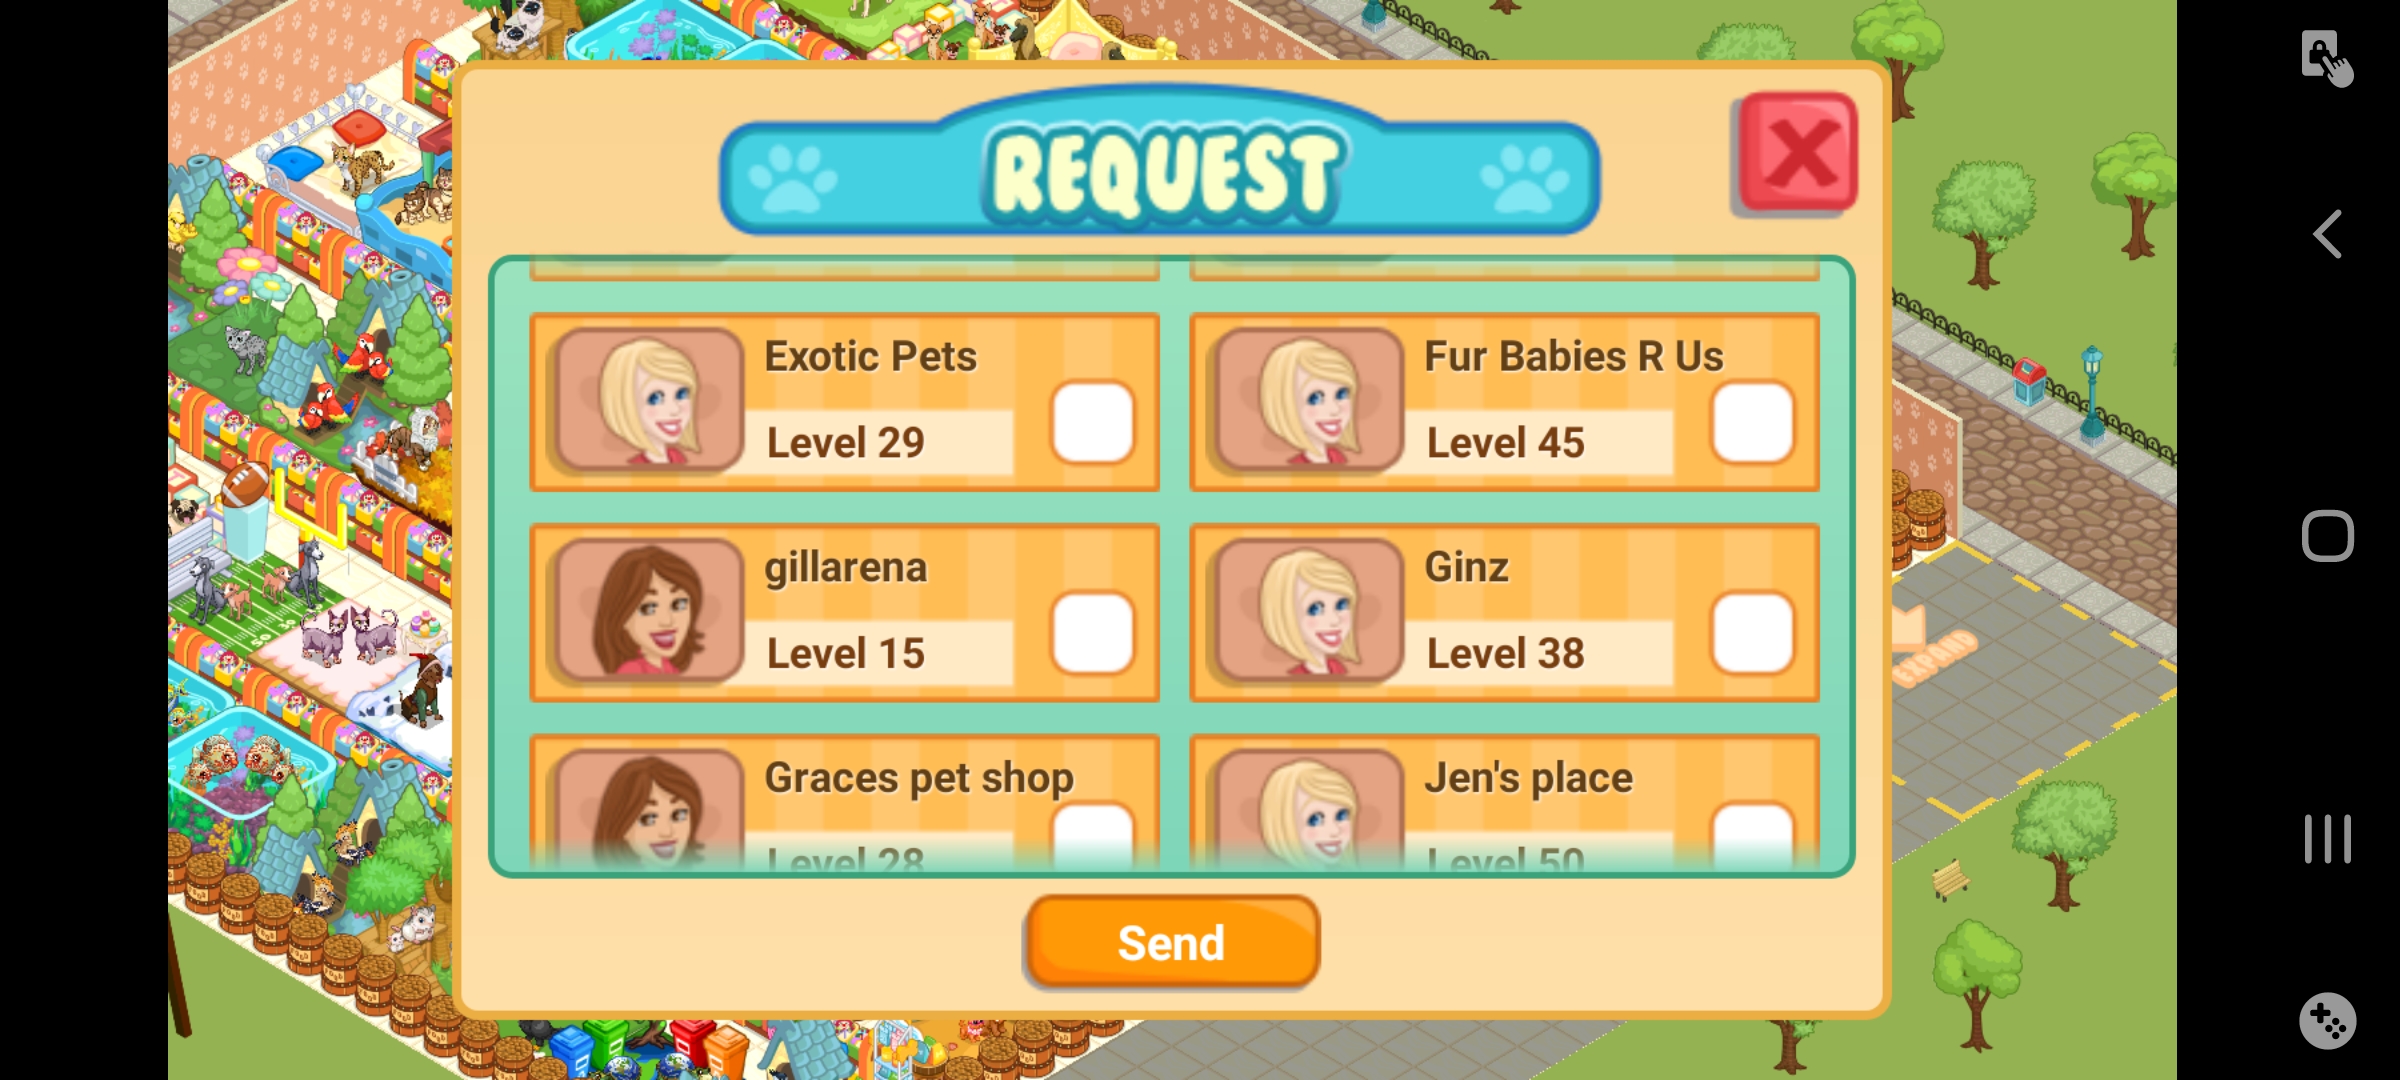 REQUEST
Exotic Pets
Level 29
Fur Babies R Us
Level 45
gillarena
Level 15
Ginz
Level 38
Graces pet shop
Level 28
Jen's place
Level 50
Send
EXPAND